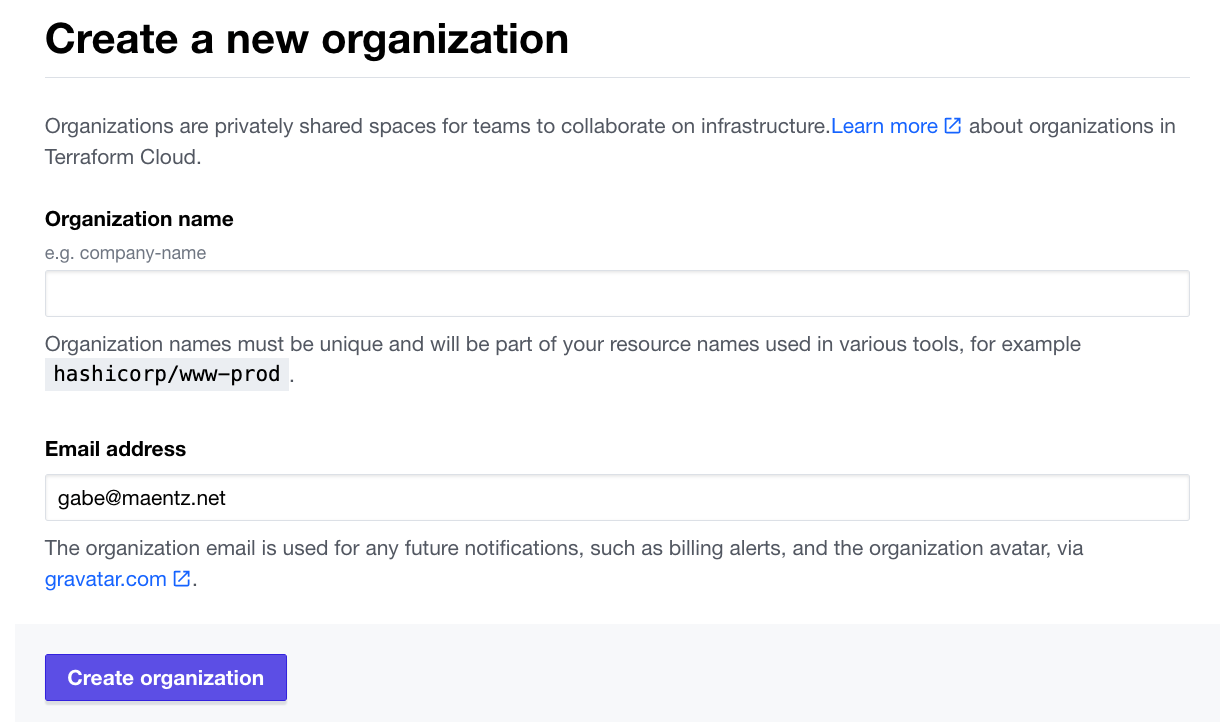 Create a new organization
Organizations are privately shared spaces for teams to collaborate on infrastructure.Learn more about organizations in
Terraform Cloud.
Organization name
e.g. company-name
Organization names must be unique and will be part of your resource names used in various tools, for example
hashicorp/www-prod.
Email address
gabe@maentz.net
The organization email is used for any future notifications, such as billing alerts, and the organization avatar, via
gravatar.com.
Create organization